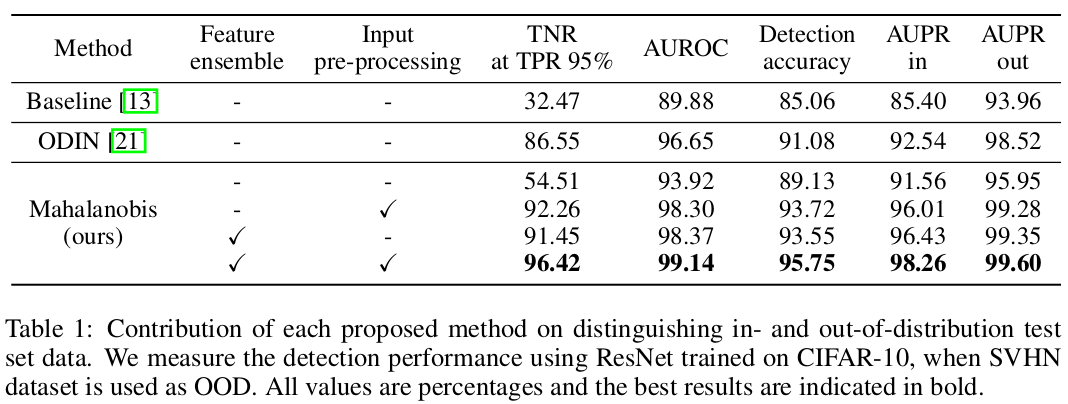 Method Feature ensemble Input pre-processing TNR at TPR 95% AUROC Detection accuracy AUPR in AUPR out
Baseline [13] - - 32.47 89.88 85.06 85.40 93.96
ODIN [21] - - 86.55 96.65 91.08 92.54 98.52
Mahalanobis (ours) - - 54.51 93.92 89.13 91.56 95.95
- ✓ 92.26 98.30 93.72 96.01 99.28
✓ - 91.45 98.37 93.55 96.43 99.35
✓ ✓ 96.42 99.14 95.75 98.26 99.60
Table 1: Contribution of each proposed method on distinguishing in- and out-of-distribution test
set data. We measure the detection performance using ResNet trained on CIFAR-10, when SVHN
dataset is used as OOD. All values are percentages and the best results are indicated in bold.